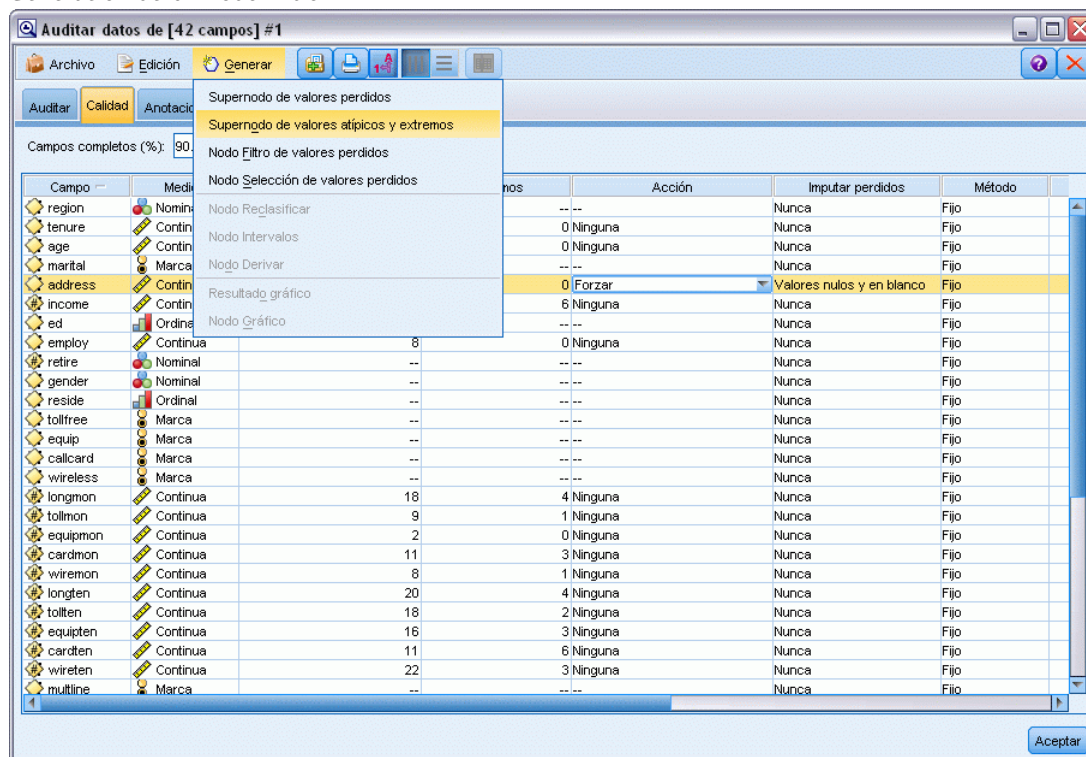 Auditar datos de [42 campos] #1
Archivo Edición Generar
Auditar Calidad Anotacio
Supernodo de valores perdidos
Supernodo de valores atípicos y extremos
Nodo Filtro de valores perdidos
Nodo Selección de valores perdidos
Nodo Reclasificar
Nodo Intervalos
Nodo Derivar
Resultado gráfico
Nodo Gráfico
Campos completos (%): 90.
Campo Medi nos Acción Imputar perdidos Método
region Nomina -- -- Nunca Fijo
tenure Contin 0 Ninguna Nunca Fijo
age Contin 0 Ninguna Nunca Fijo
marital Marca -- -- Nunca Fijo
address Contin 0 Forzar Valores nulos y en blanco Fijo
income Contin 6 Ninguna Nunca Fijo
ed Ordina -- -- Nunca Fijo
employ Continua 8 0 Ninguna Nunca Fijo
retire Nominal -- -- -- Nunca Fijo
gender Nominal -- -- -- Nunca Fijo
reside Ordinal -- -- -- Nunca Fijo
tollfree Marca -- -- -- Nunca Fijo
equip Marca -- -- -- Nunca Fijo
callcard Marca -- -- -- Nunca Fijo
wireless Marca -- -- -- Nunca Fijo
longmon Continua 18 4 Ninguna Nunca Fijo
tollmon Continua 9 1 Ninguna Nunca Fijo
equipmon Continua 2 0 Ninguna Nunca Fijo
cardmon Continua 11 3 Ninguna Nunca Fijo
wiremon Continua 8 1 Ninguna Nunca Fijo
longten Continua 20 4 Ninguna Nunca Fijo
tollten Continua 18 2 Ninguna Nunca Fijo
equipten Continua 16 3 Ninguna Nunca Fijo
cardten Continua 11 6 Ninguna Nunca Fijo
wireten Continua 22 3 Ninguna Nunca Fijo
multline Marca -- -- -- Nunca Fijo
Aceptar